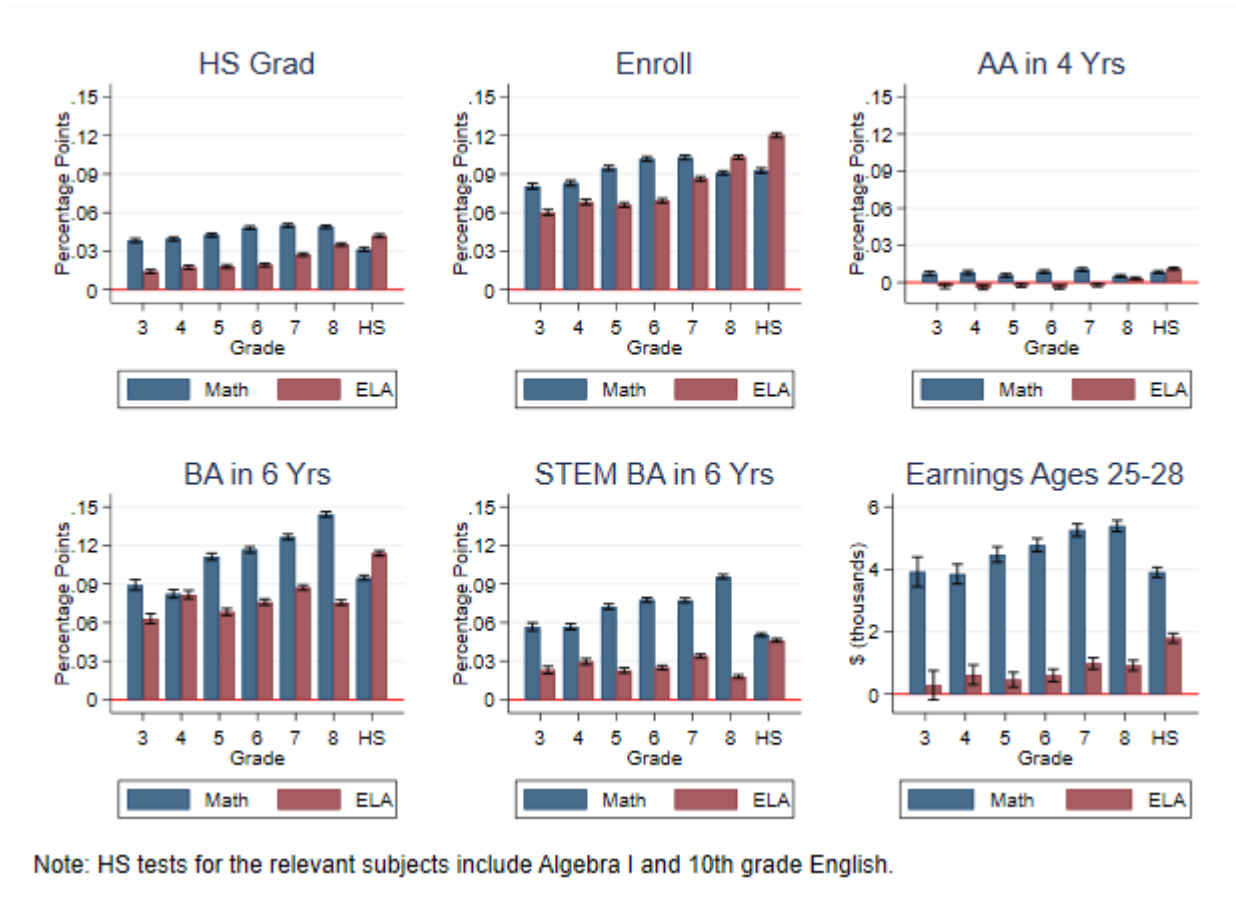 HS Grad
Percentage Points
.15
.12
.09
.06
.03
0
3 4 5 6 7 8 HS
Grade
Math ELA
Enroll
Percentage Points
.15
.12
.09
.06
.03
0
3 4 5 6 7 8 HS
Grade
Math ELA
AA in 4 Yrs
Percentage Points
.15
.12
.09
.06
.03
0
3 4 5 6 7 8 HS
Grade
Math ELA
BA in 6 Yrs
Percentage Points
.15
.12
.09
.06
.03
0
3 4 5 6 7 8 HS
Grade
Math ELA
STEM BA in 6 Yrs
Percentage Points
.15
.12
.09
.06
.03
0
3 4 5 6 7 8 HS
Grade
Math ELA
Earnings Ages 25-28
$ (thousands)
6
4
2
0
3 4 5 6 7 8 HS
Grade
Math ELA
Note: HS tests for the relevant subjects include Algebra I and 10th grade English.